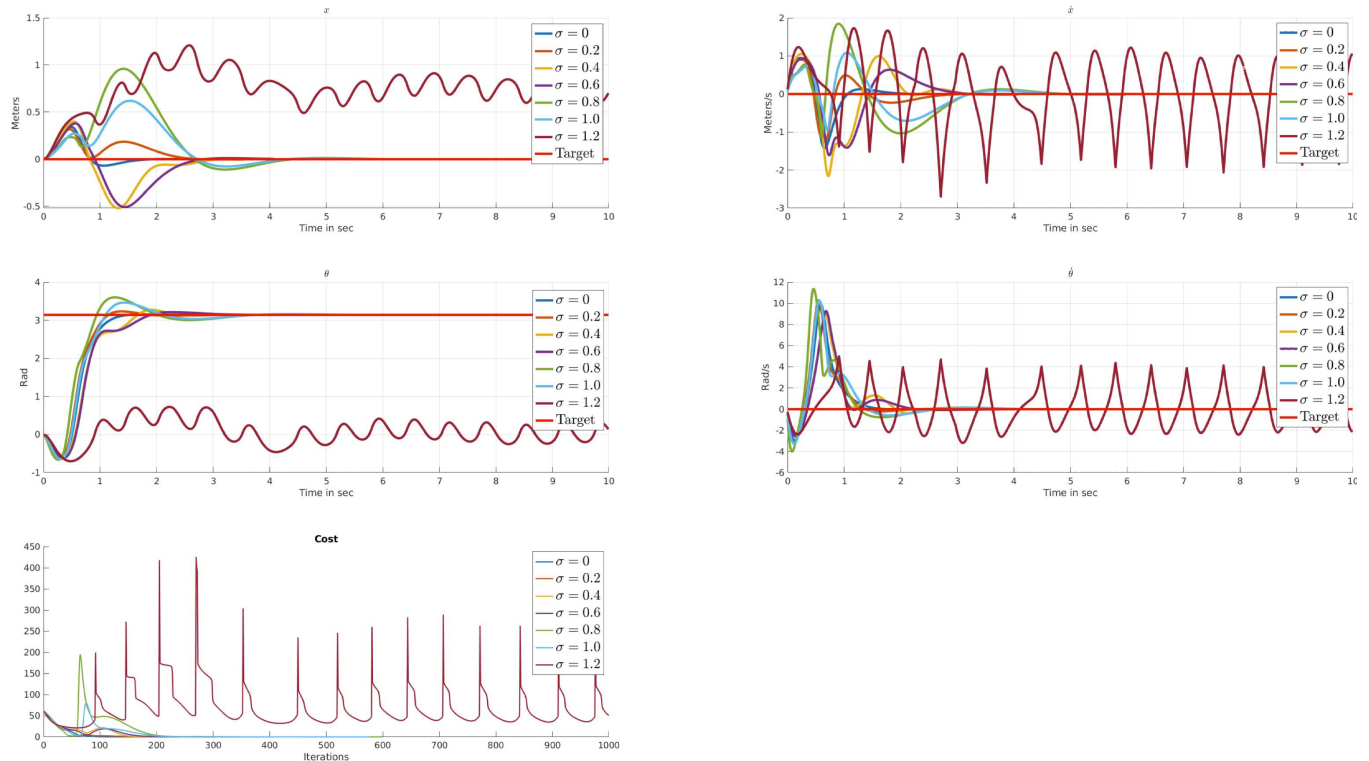 x
1.5
1
0.5
0
-0.5
Meters
0 1 2 3 4 5 6 7 8 9 10
Time in sec
σ = 0
σ = 0.2
σ = 0.4
σ = 0.6
σ = 0.8
σ = 1.0
σ = 1.2
Target
ẋ
2
1
0
-1
-2
-3
Meters/s
0 1 2 3 4 5 6 7 8 9 10
Time in sec
σ = 0
σ = 0.2
σ = 0.4
σ = 0.6
σ = 0.8
σ = 1.0
σ = 1.2
Target
θ
4
3
2
1
0
-1
Rad
0 1 2 3 4 5 6 7 8 9 10
Time in sec
σ = 0
σ = 0.2
σ = 0.4
σ = 0.6
σ = 0.8
σ = 1.0
σ = 1.2
Target
θ̇
12
10
8
6
4
2
0
-2
-4
-6
Rad/s
0 1 2 3 4 5 6 7 8 9 10
Time in sec
σ = 0
σ = 0.2
σ = 0.4
σ = 0.6
σ = 0.8
σ = 1.0
σ = 1.2
Target
Cost
450
400
350
300
250
200
150
100
50
0
0 100 200 300 400 500 600 700 800 900 1000
Iterations
σ = 0
σ = 0.2
σ = 0.4
σ = 0.6
σ = 0.8
σ = 1.0
σ = 1.2